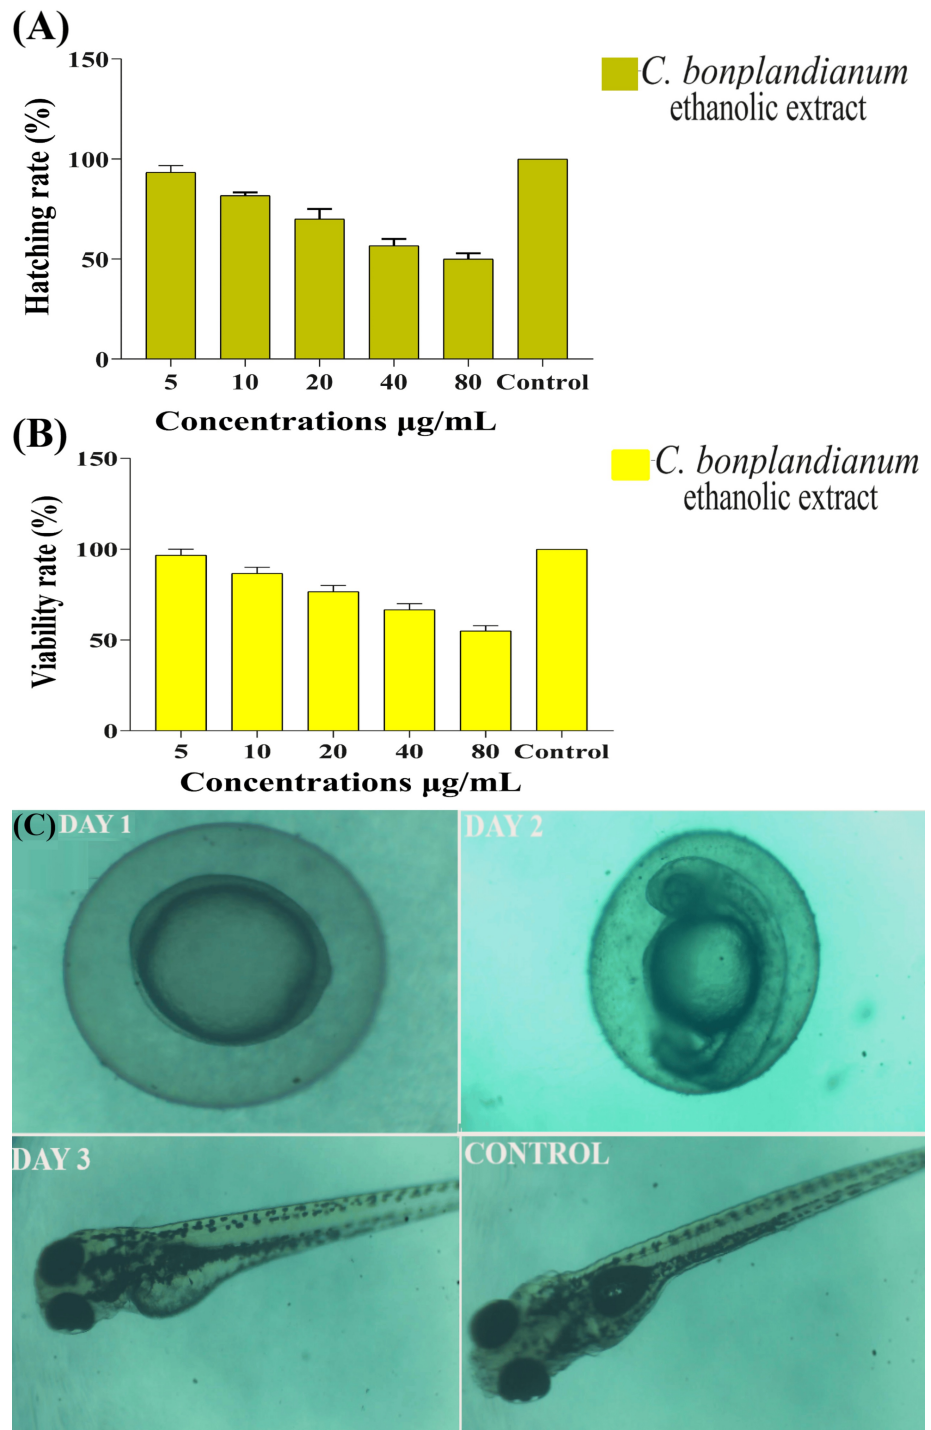 (A)
150
100
50
0
Hatching rate (%)
5 10 20 40 80 Control
Concentrations μg/mL
C. bonplandianum
ethanolic extract
(B)
150
100
50
0
Viability rate (%)
5 10 20 40 80 Control
Concentrations μg/mL
C. bonplandianum
ethanolic extract
(C) DAY 1
DAY 2
DAY 3
CONTROL